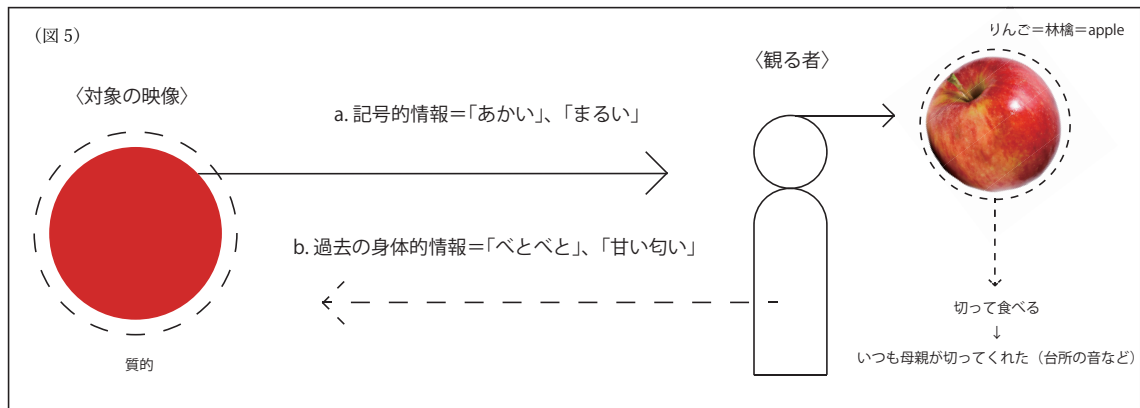 （図 5）
りんご＝林檎＝apple
〈観る者〉
〈対象の映像〉
a. 記号的情報＝「あかい」、「まるい」
b. 過去の身体的情報＝「べとべと」、「甘い匂い」
質的
切って食べる
↓
いつも母親が切ってくれた（台所の音など）